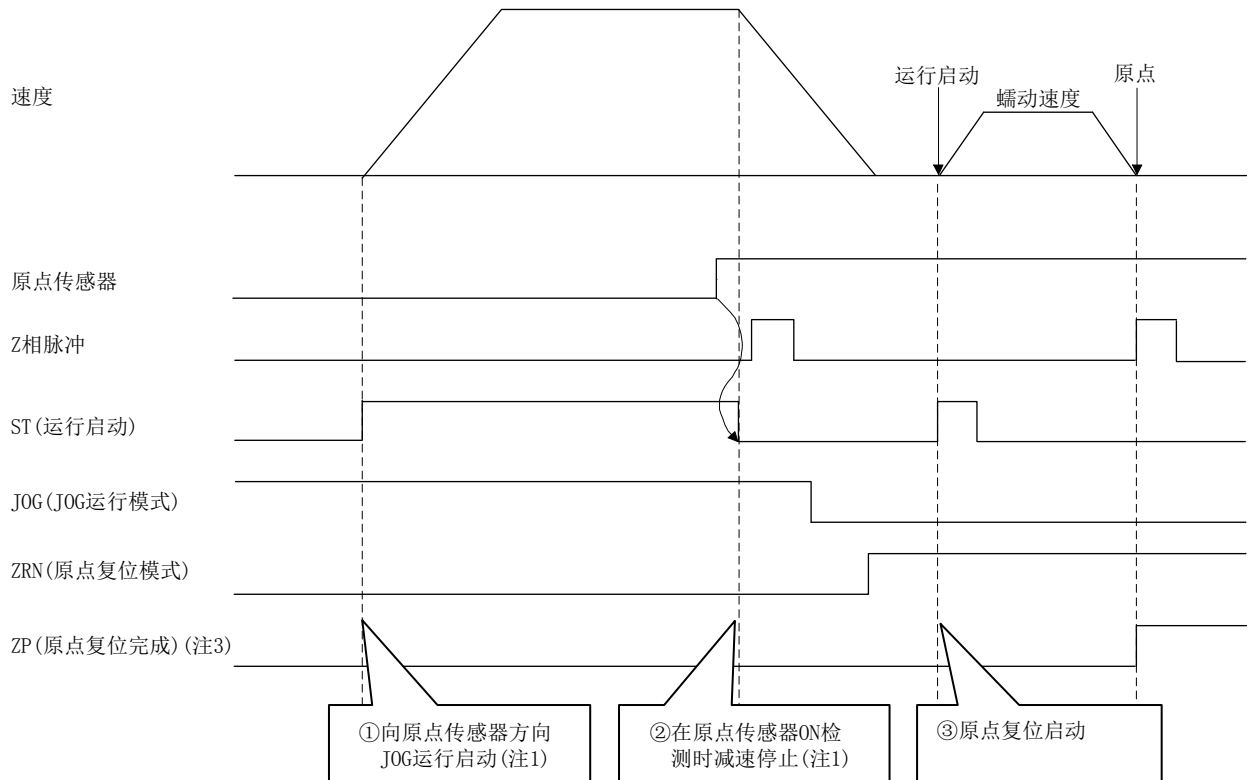 速度
运行启动
原点
蠕动速度
原点传感器
Z相脉冲
ST(运行启动)
JOG(JOG运行模式)
ZRN(原点复位模式)
ZP(原点复位完成)(注3)
①向原点传感器方向
JOG运行启动(注1)
②在原点传感器ON检
测时减速停止(注1)
③原点复位启动